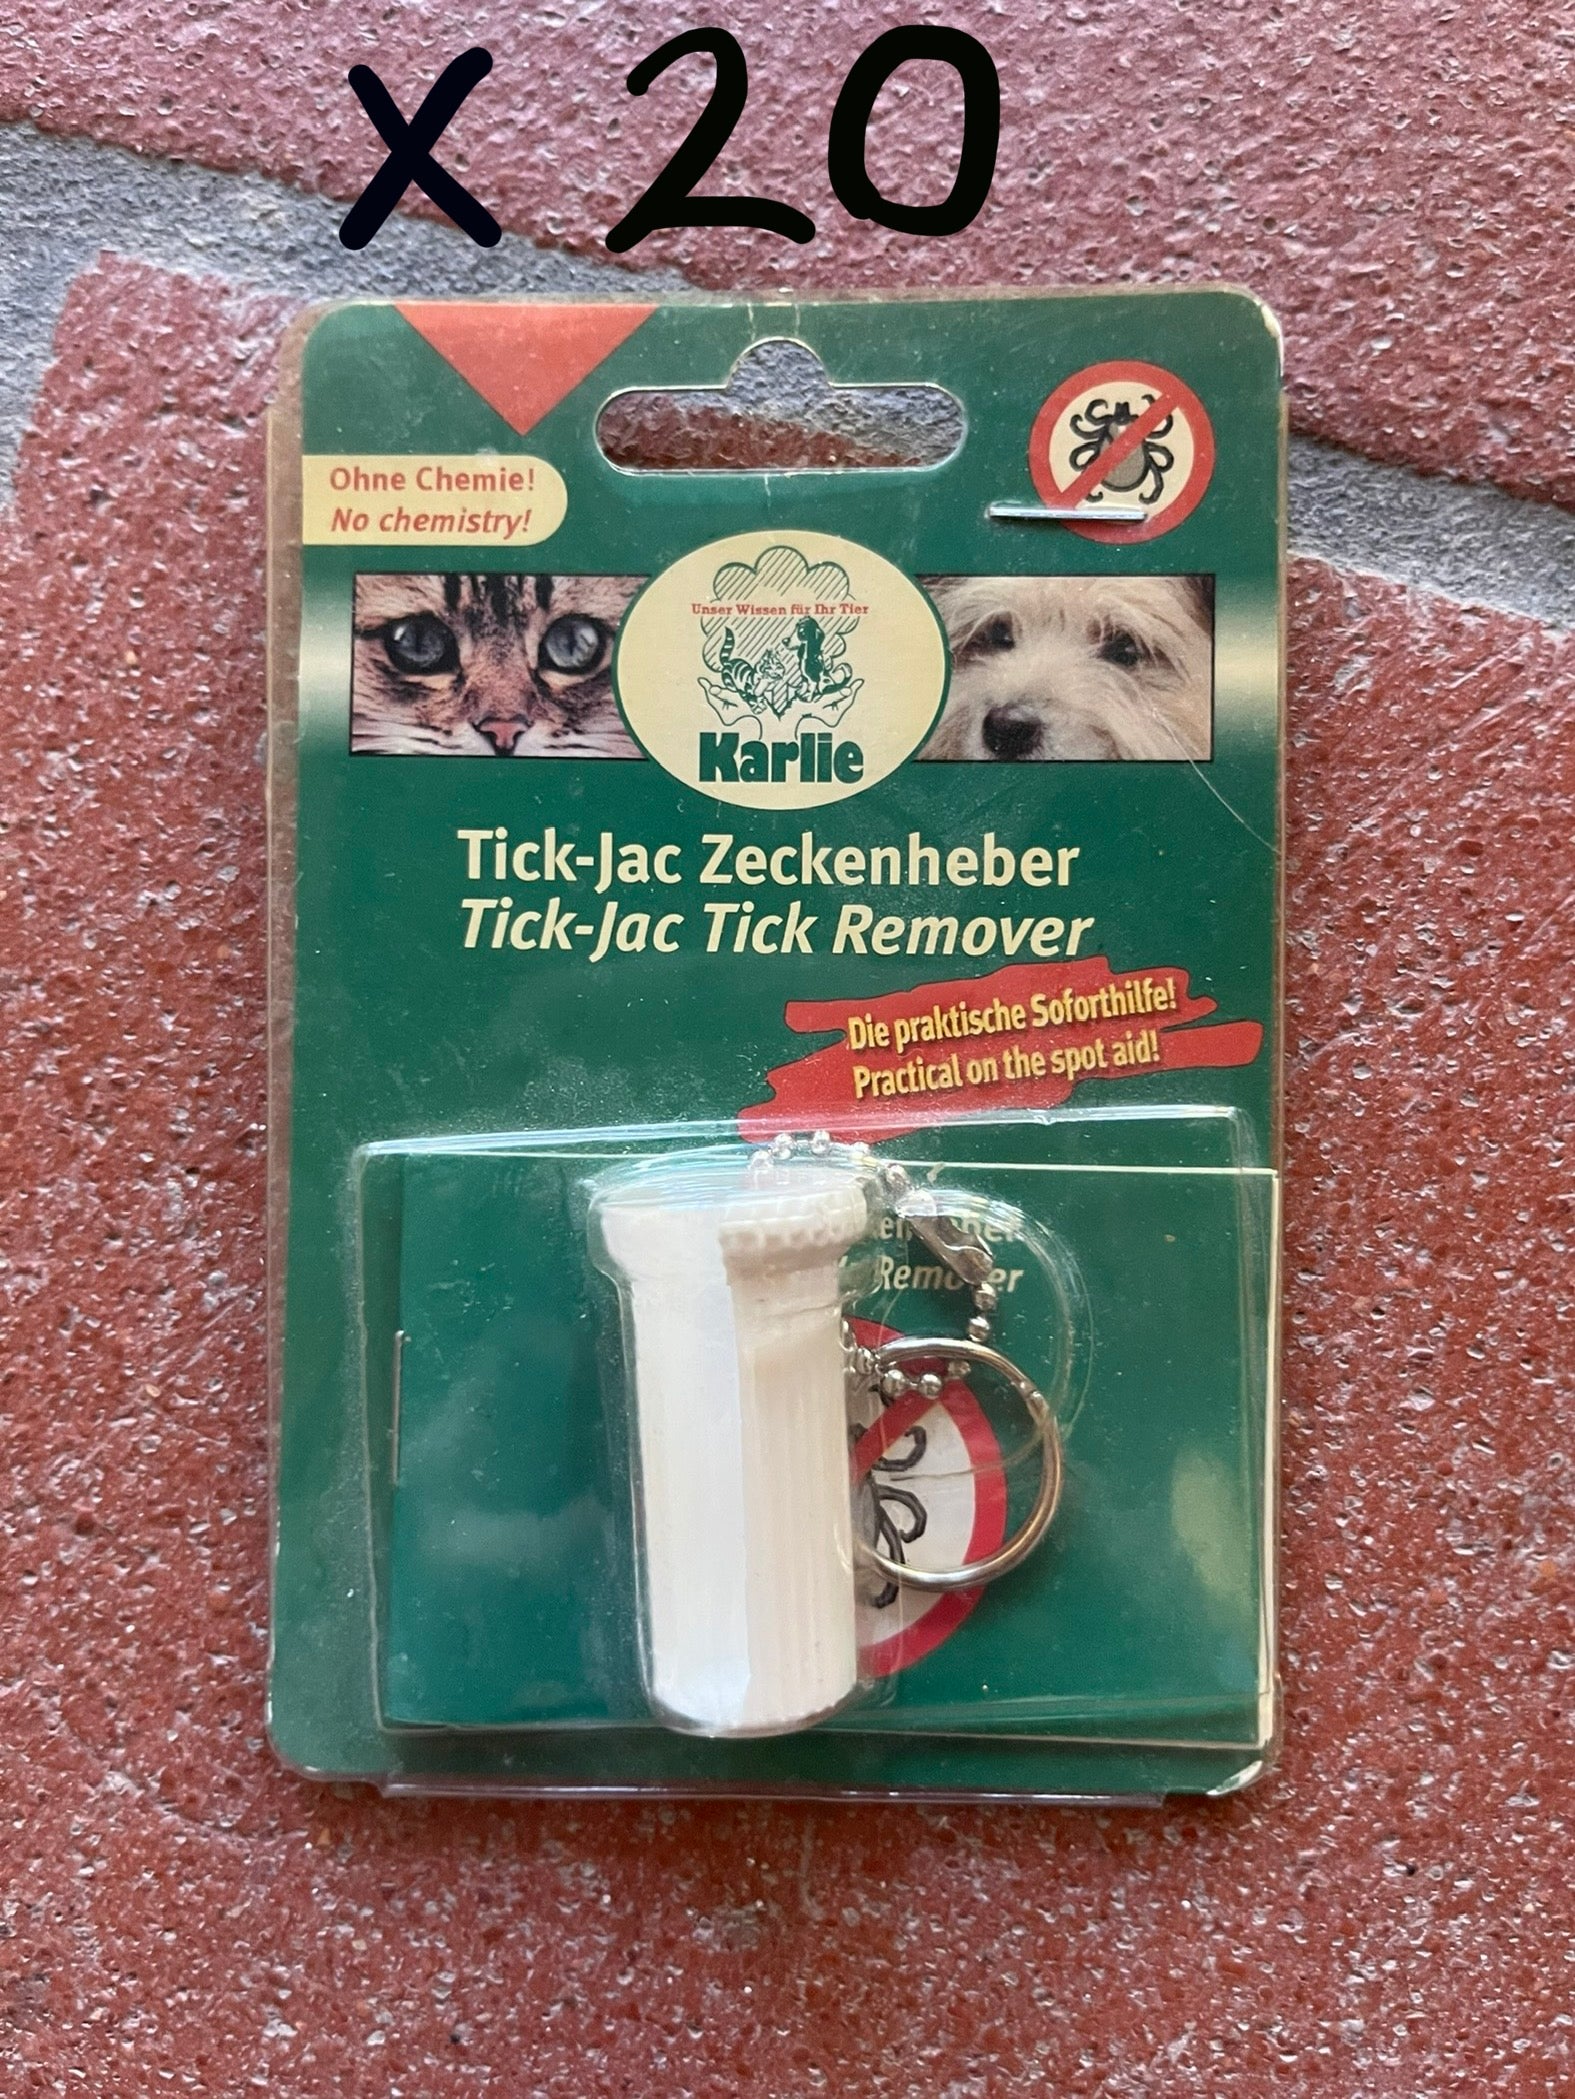 x 20
Ohne Chemie!
No chemistry!
Unser Wissen für Ihr Tier
Karlie
Tick-Jac Zeckenheber
Tick-Jac Tick Remover
Die praktische Soforthilfe!
Practical on the spot aid!
Remover